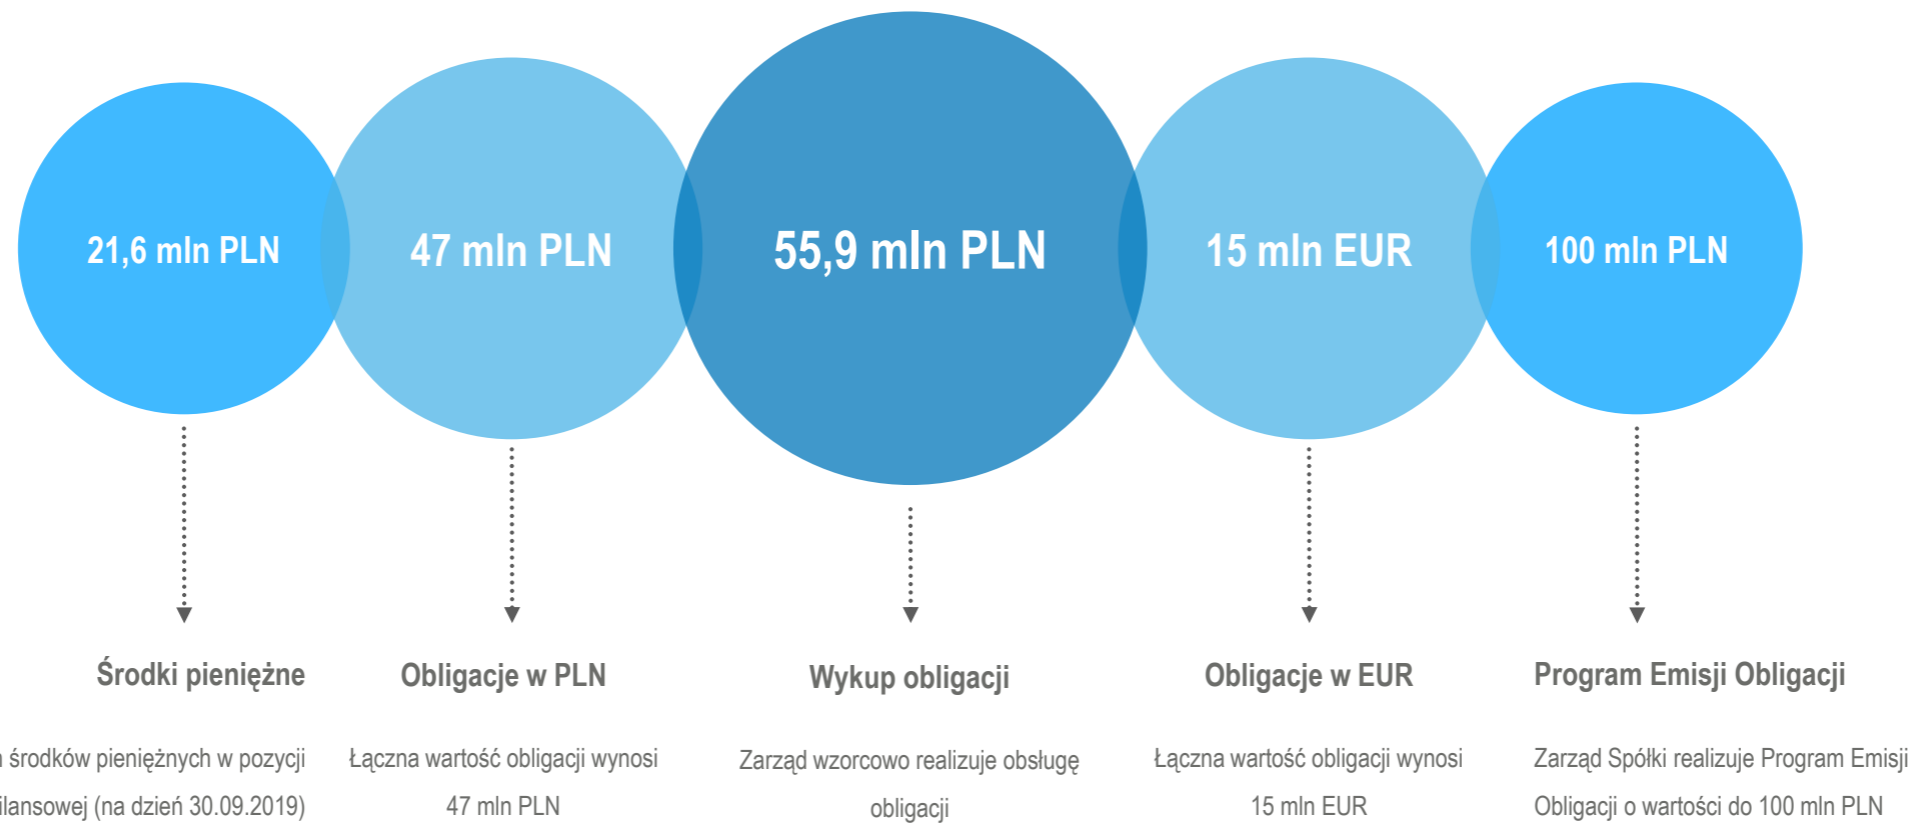 21,6 mln PLN
47 mln PLN
55,9 mln PLN
15 mln EUR
100 mln PLN
Środki pieniężne
środków pieniężnych w pozycji
ilansowej (na dzień 30.09.2019)
Obligacje w PLN
Łączna wartość obligacji wynosi
47 mln PLN
Wykup obligacji
Zarząd wzorcowo realizuje obsługę
obligacji
Obligacje w EUR
Łączna wartość obligacji wynosi
15 mln EUR
Program Emisji Obligacji
Zarząd Spółki realizuje Program Emisji
Obligacji o wartości do 100 mln PLN